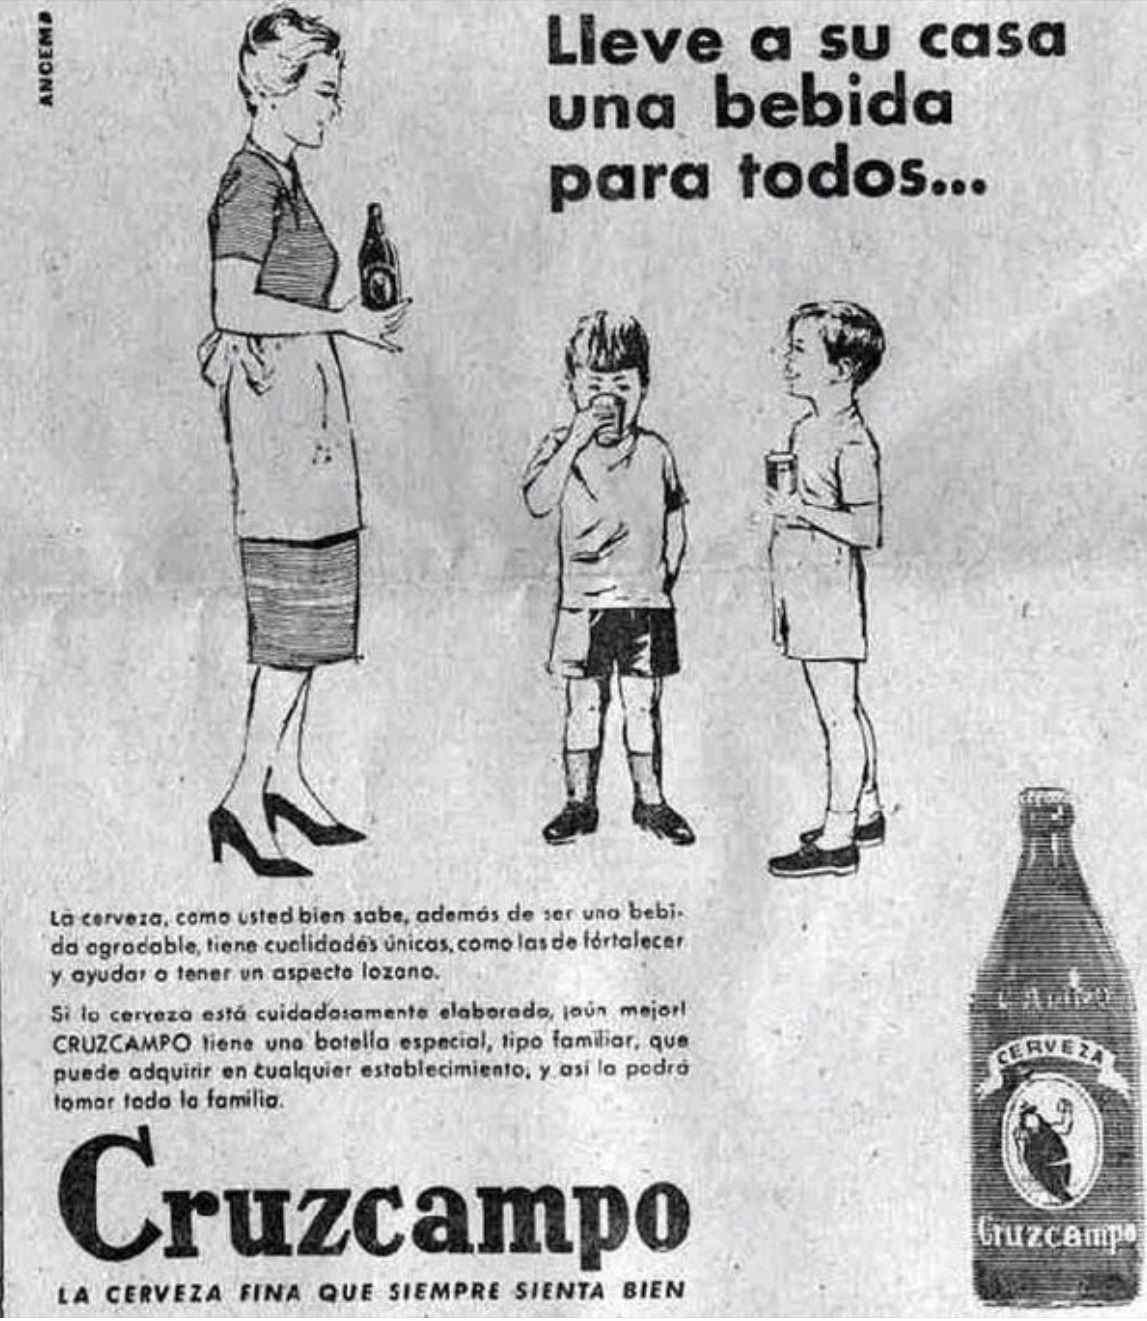 ANCEMA
Lleve a su casa
una bebida
para todos...
La cerveza, como usted bien sabe, además de ser una bebi-
da agradable, tiene cualidades únicas, como las de fortalecer
y ayudar a tener un aspecto lozano.
Si la cerveza está cuidadosamente elaborada, ¡aún mejor!
CRUZCAMPO tiene una botella especial, tipo familiar, que
puede adquirir en cualquier establecimiento, y así la podrá
tomar toda la familia.
Cruzcampo
LA CERVEZA FINA QUE SIEMPRE SIENTA BIEN
CERVEZA
Cruzcampo